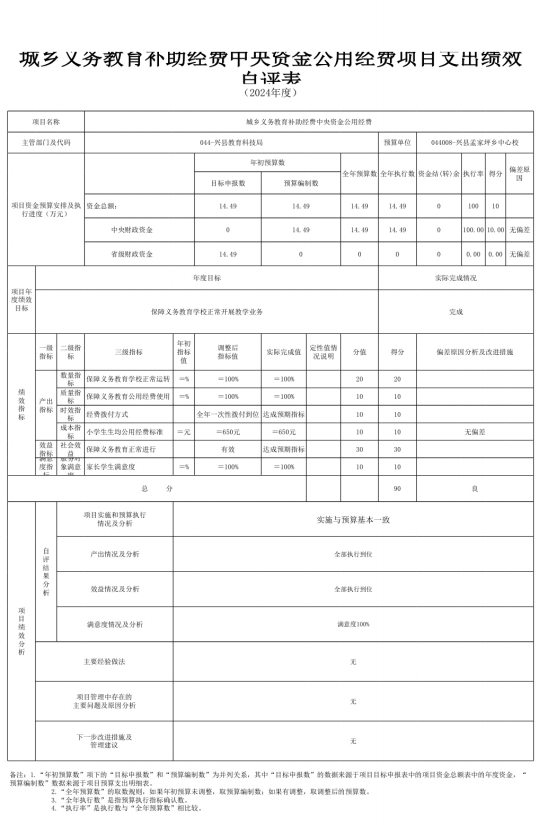 城乡义务教育补助经费中央资金公用经费项目支出绩效
自评表
（2024年度）
项目名称 城乡义务教育补助经费中央资金公用经费
主管部门及代码 044-兴县教育科技局 预算单位 044008-兴县孟家坪乡中心校
项目资金预算安排及执行进度（万元） 年初预算数 全年预算数 全年执行数 资金结(转)余 执行率 得分 偏差原因
目标申报数 预算编制数
资金总额： 14.49 14.49 14.49 14.49 0 100 10
中央财政资金 0 14.49 14.49 14.49 0 100.00 10.00 无偏差
省级财政资金 14.49 0 0 0 0 0.00 0.00 无偏差
项目年度绩效目标 年度目标 实际完成情况
保障义务教育学校正常开展教学业务 完成
绩效指标 一级指标 二级指标 三级指标 年初指标值 调整后指标值 实际完成值 定性值情况说明 分值 得分 偏差原因分析及改进措施
产出指标 数量指标 保障义务教育学校正常运转 =% =100% =100% 20 20
质量指标 保障义务教育公用经费使用 =% =100% =100% 10 10
时效指标 经费拨付方式 全年一次性拨付到位 达成预期指标 10 10
成本指标 小学生生均公用经费标准 =元 =650元 =650元 10 10 无偏差
效益指标 社会效益 保障义务教育正常进行 有效 达成预期指标 30 30
满意度指标 服务对象满意度 家长学生满意度 =% =100% =100% 10 10
总 分 90 良
项目绩效分析 自评结果分析 项目实施和预算执行情况及分析 实施与预算基本一致
产出情况及分析 全部执行到位
效益情况及分析 全部执行到位
满意度情况及分析 满意度100%
主要经验做法 无
项目管理中存在的主要问题及原因分析 无
下一步改进措施及管理建议 无
备注：1.“年初预算数”项下的“目标申报数”和“预算编制数”为并列关系，其中“目标申报数”的数据来源于项目目标申报表中的项目资金总额表中的年度资金，“
预算编制数”数据来源于项目预算支出明细表。
2.“全年预算数”的取数规则，如果年初预算未调整，取预算编制数；如果有调整，取调整后的预算数。
3.“全年执行数”是指预算执行指标确认数。
4.“执行率”是执行数与“全年预算数”相比较。